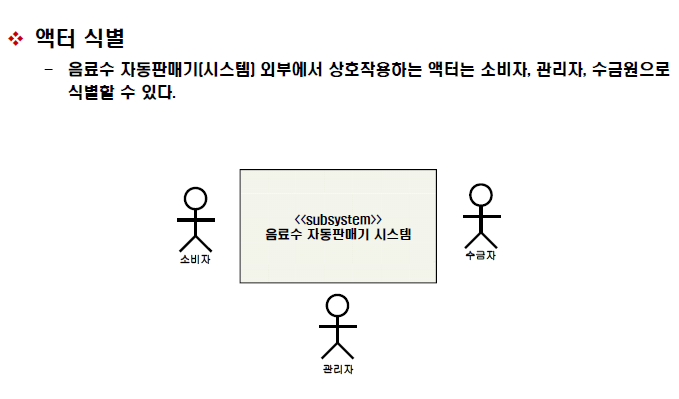 액터 식별
– 음료수 자동판매기(시스템) 외부에서 상호작용하는 액터는 소비자, 관리자, 수금원으로
식별할 수 있다.
<<subsystem>>
음료수 자동판매기 시스템
소비자
수금자
관리자